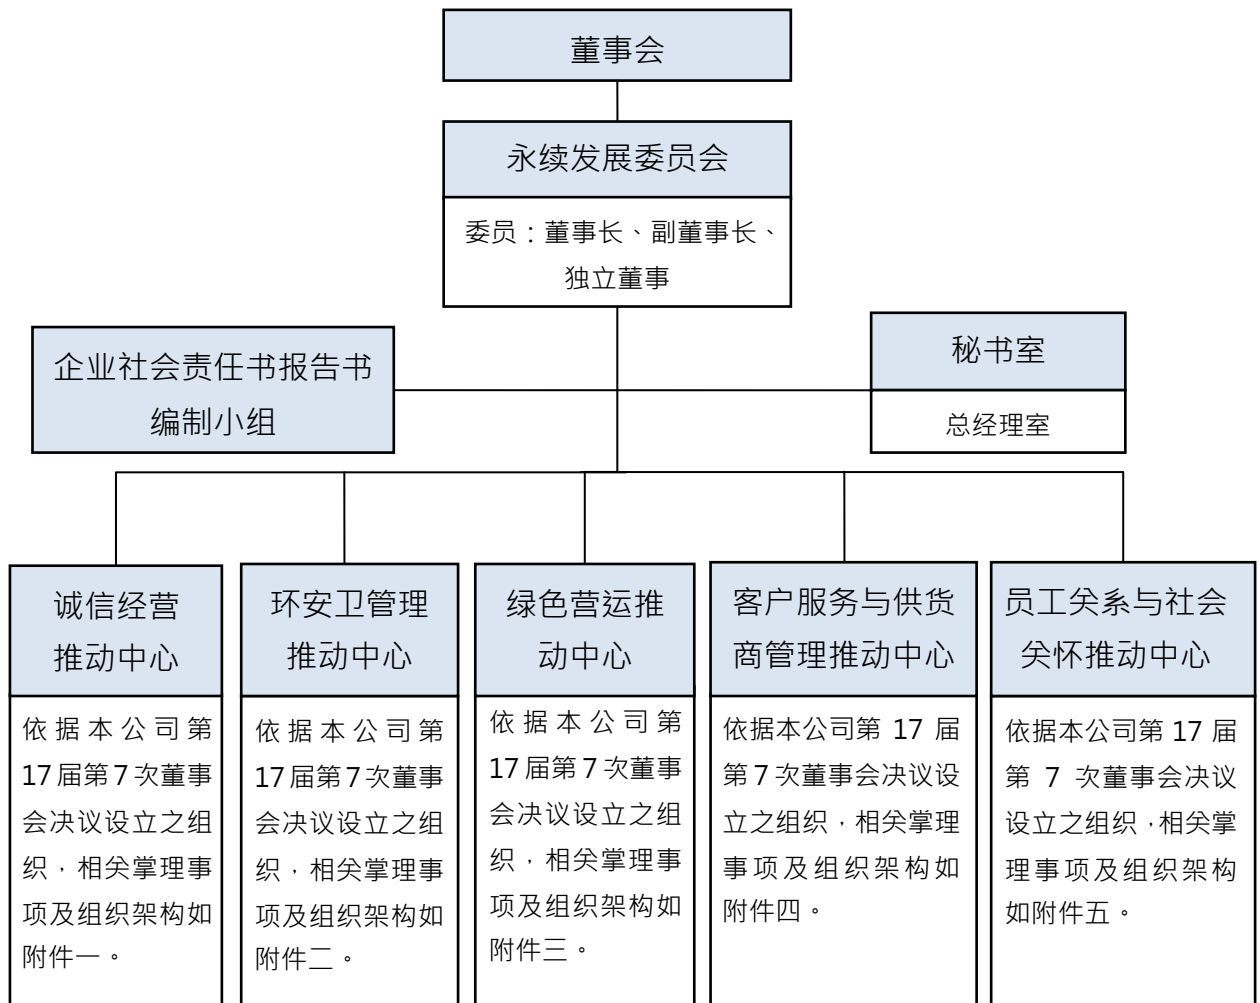 董事会
永续发展委员会
委员：董事长、副董事长、
独立董事
企业社会责任书报告书
编制小组
秘书室
总经理室
诚信经营
推动中心
依据本公司第
17届第7次董事
会决议设立之组
织，相关掌理事
项及组织架构如
附件一。
环安卫管理
推动中心
依据本公司第
17届第7次董事
会决议设立之组
织，相关掌理事
项及组织架构如
附件二。
绿色营运推
动中心
依据本公司第
17届第7次董事
会决议设立之组
织，相关掌理事
项及组织架构如
附件三。
客户服务与供货
商管理推动中心
依据本公司第 17 届
第7次董事会决议设
立之组织，相关掌理
事项及组织架构如
附件四。
员工关系与社会
关怀推动中心
依据本公司第 17 届
第 7 次董事会决议
设立之组织，相关掌
理事项及组织架构
如附件五。